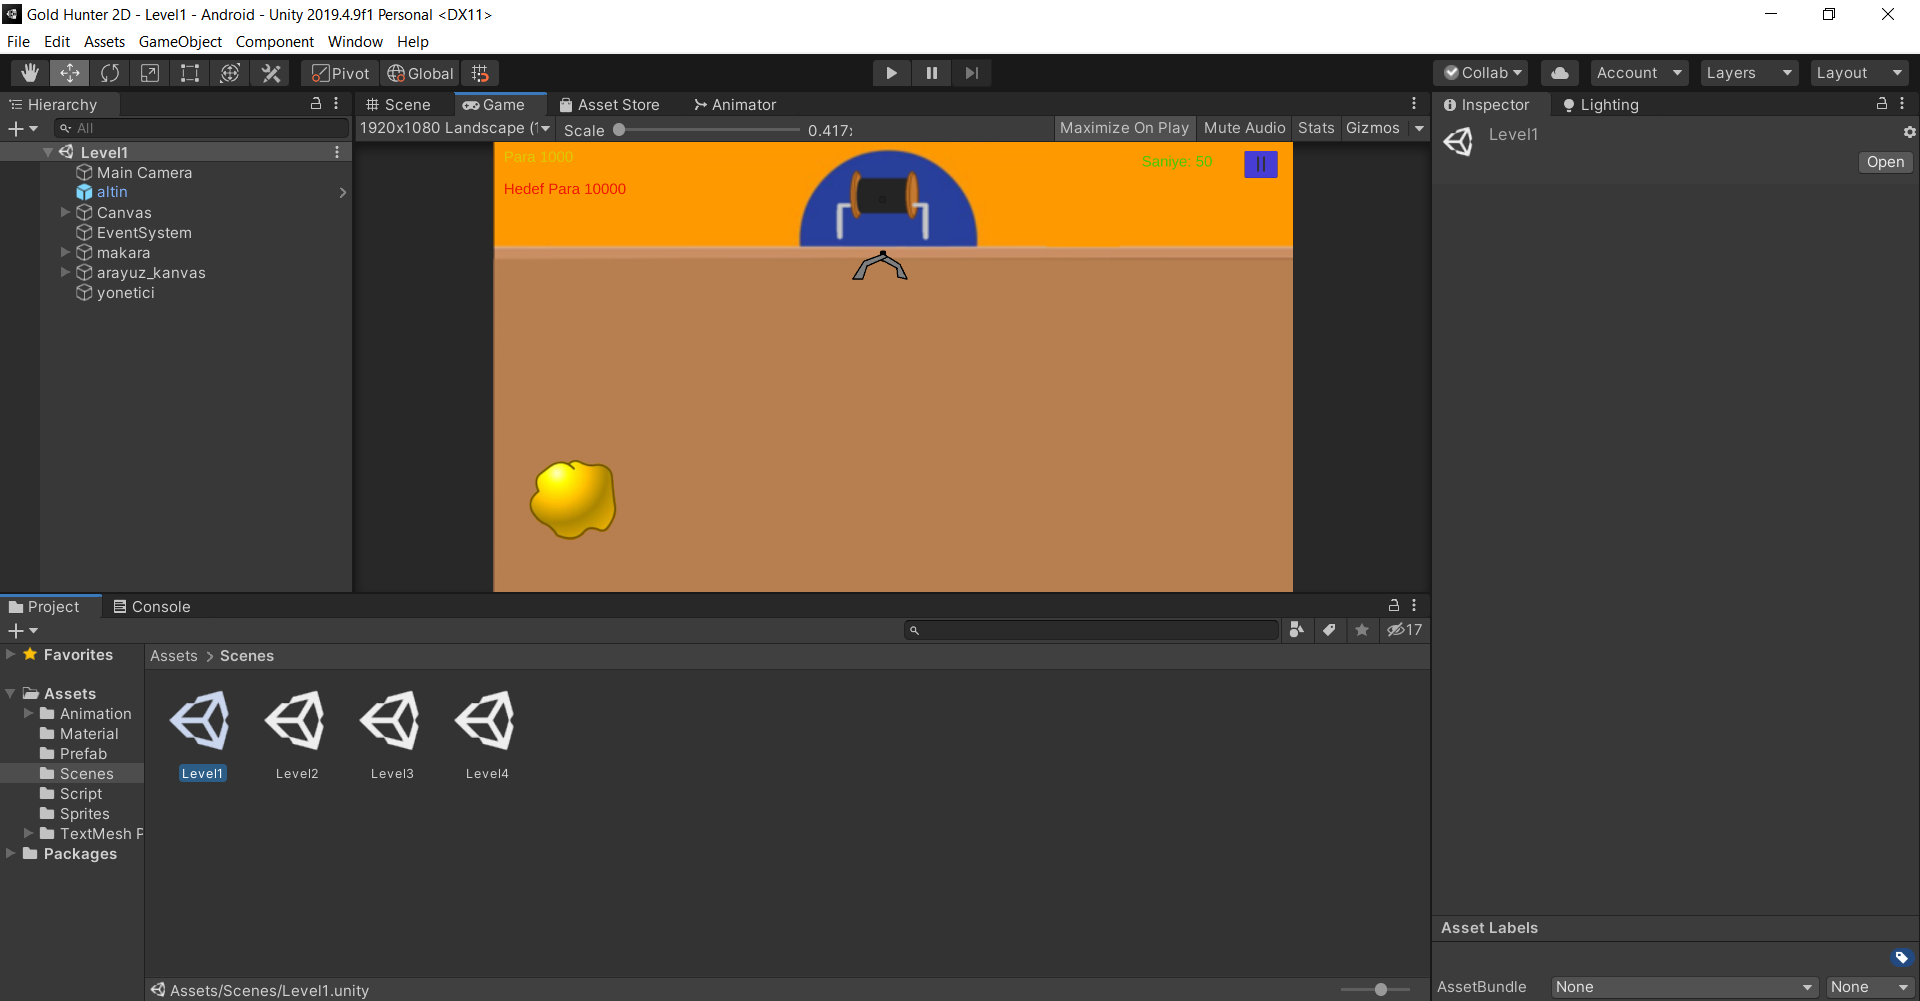 Gold Hunter 2D - Level1 - Android - Unity 2019.4.9f1 Personal <DX11>
File Edit Assets GameObject Component Window Help
Pivot Global Collab Account Layers Layout
Hierarchy
All
Level1
Main Camera
altin
Canvas
EventSystem
makara
arayuz_kanvas
yonetici
Scene Game Asset Store Animator
1920x1080 Landscape (1 Scale 0.417: Maximize On Play Mute Audio Stats Gizmos
Para 1000
Hedef Para 10000
Saniye: 50
Inspector Lighting
Level1
Open
Project Console
17
Favorites
Assets
Animation
Material
Prefab
Scenes
Script
Sprites
TextMesh P
Packages
Assets > Scenes
Level1 Level2 Level3 Level4
Assets/Scenes/Level1.unity
Asset Labels
AssetBundle None None